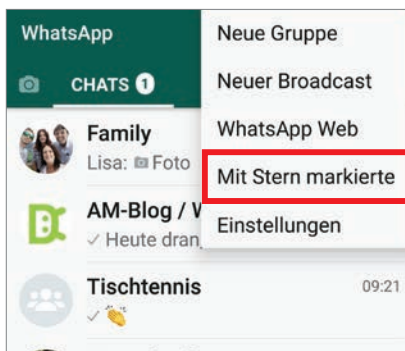 WhatsApp
CHATS 1
Family
Lisa: Foto
AM-Blog /
✓ Heute
Tischtennis 09:21
✓ 👏
Neue Gruppe
Neuer Broadcast
WhatsApp Web
Mit Stern markierte
Einstellungen